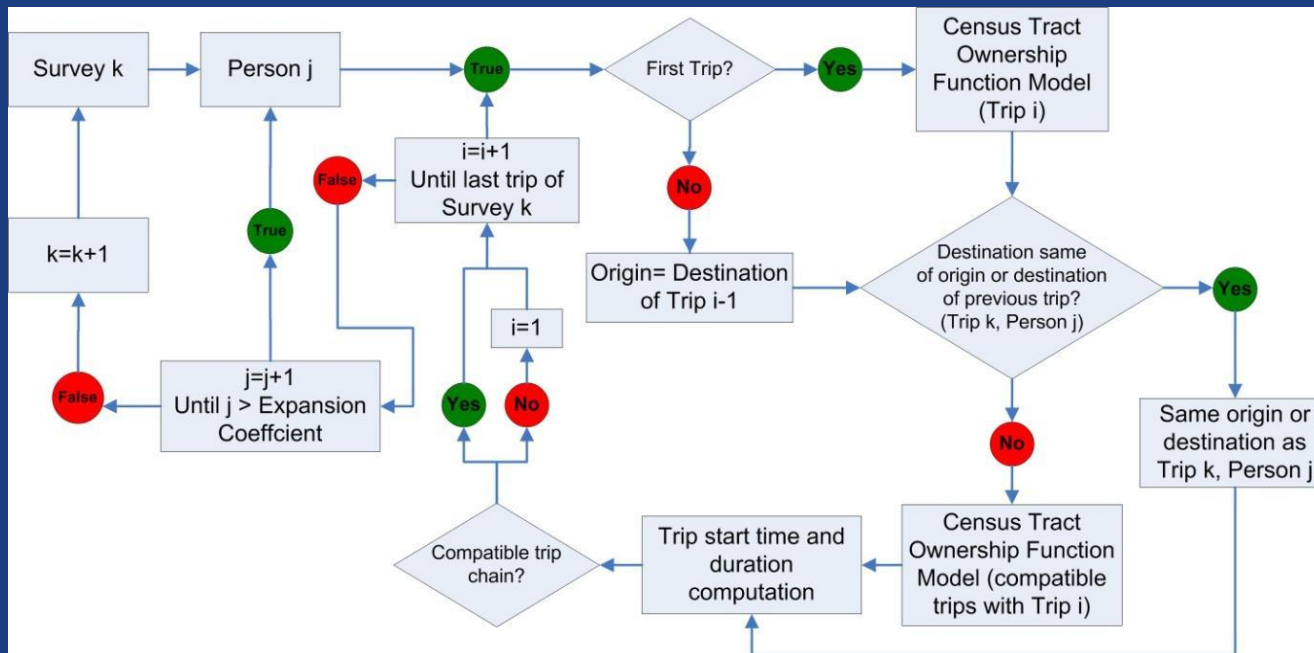 Survey k
Person j
True
First Trip?
Yes
Census Tract
Ownership
Function Model
(Trip i)
i=i+1
Until last trip of
Survey k
False
No
True
k=k+1
Origin= Destination
of Trip i-1
Destination same
of origin or destination
of previous trip?
(Trip k, Person j)
Yes
i=1
j=j+1
Until j > Expansion
Coeffcient
False
Yes
No
No
Same origin or
destination as
Trip k, Person j
Compatible trip
chain?
Trip start time and
duration
computation
Census Tract
Ownership Function
Model (compatible
trips with Trip i)